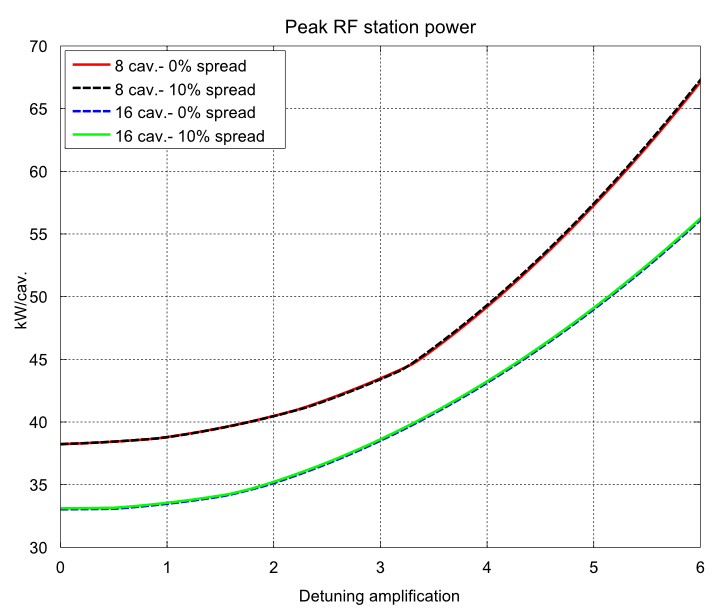 Peak RF station power
70
8 cav.- 0% spread
8 cav.- 10% spread
16 cav.- 0% spread
16 cav.- 10% spread
65
60
55
50
45
40
35
30
kW/cav.
0 1 2 3 4 5 6
Detuning amplification